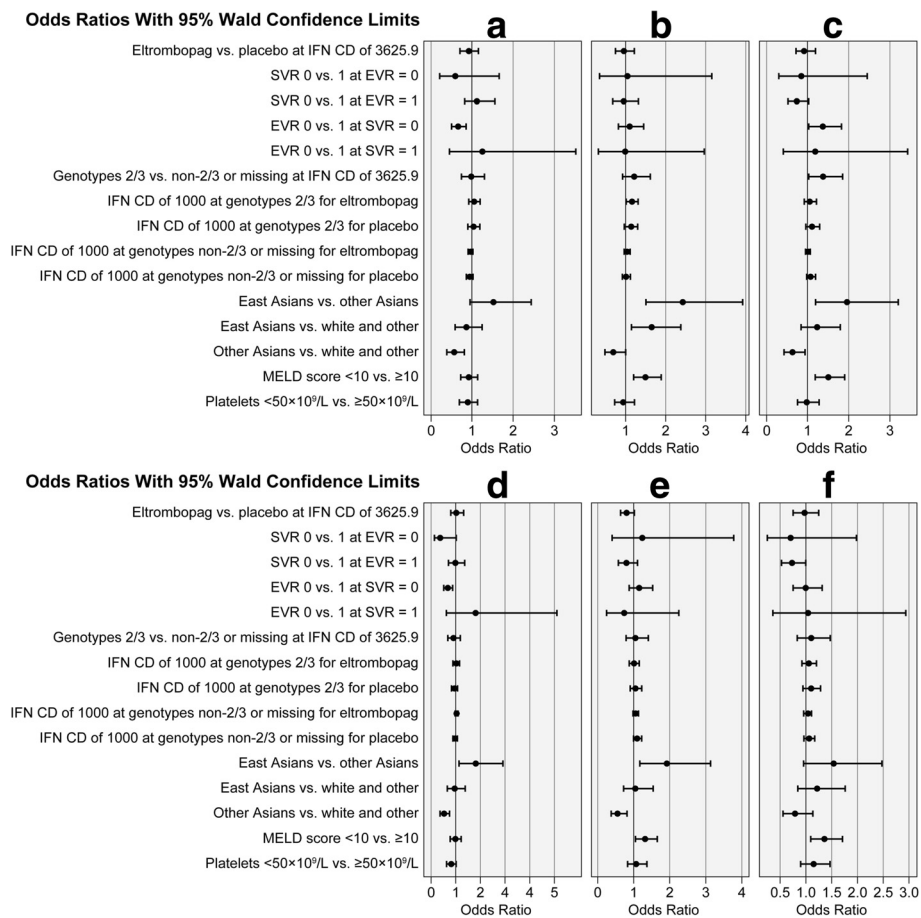 Odds Ratios With 95% Wald Confidence Limits
a b c
Eltrombopag vs. placebo at IFN CD of 3625.9
SVR 0 vs. 1 at EVR = 0
SVR 0 vs. 1 at EVR = 1
EVR 0 vs. 1 at SVR = 0
EVR 0 vs. 1 at SVR = 1
Genotypes 2/3 vs. non-2/3 or missing at IFN CD of 3625.9
IFN CD of 1000 at genotypes 2/3 for eltrombopag
IFN CD of 1000 at genotypes 2/3 for placebo
IFN CD of 1000 at genotypes non-2/3 or missing for eltrombopag
IFN CD of 1000 at genotypes non-2/3 or missing for placebo
East Asians vs. other Asians
East Asians vs. white and other
Other Asians vs. white and other
MELD score <10 vs. ≥10
Platelets <50×10⁹/L vs. ≥50×10⁹/L
0 1 2 3 1 2 3 4 0 1 2 3
Odds Ratio Odds Ratio Odds Ratio
Odds Ratios With 95% Wald Confidence Limits
d e f
Eltrombopag vs. placebo at IFN CD of 3625.9
SVR 0 vs. 1 at EVR = 0
SVR 0 vs. 1 at EVR = 1
EVR 0 vs. 1 at SVR = 0
EVR 0 vs. 1 at SVR = 1
Genotypes 2/3 vs. non-2/3 or missing at IFN CD of 3625.9
IFN CD of 1000 at genotypes 2/3 for eltrombopag
IFN CD of 1000 at genotypes 2/3 for placebo
IFN CD of 1000 at genotypes non-2/3 or missing for eltrombopag
IFN CD of 1000 at genotypes non-2/3 or missing for placebo
East Asians vs. other Asians
East Asians vs. white and other
Other Asians vs. white and other
MELD score <10 vs. ≥10
Platelets <50×10⁹/L vs. ≥50×10⁹/L
0 1 2 3 4 5 0 1 2 3 4 0.5 1.0 1.5 2.0 2.5 3.0
Odds Ratio Odds Ratio Odds Ratio